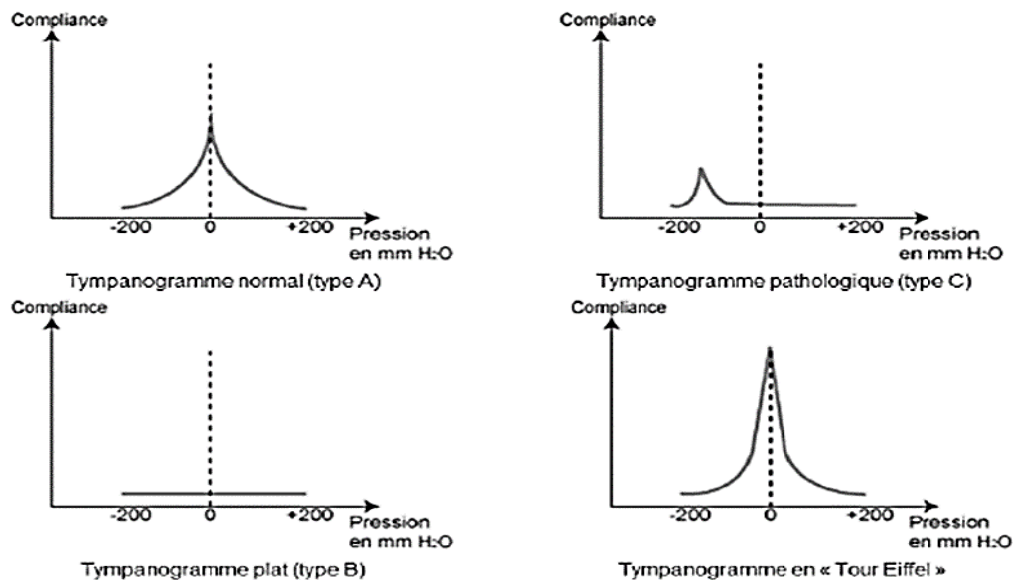 Compliance
-200
0
+200
Pression
en mm H₂O
Tympanogramme normal (type A)
Compliance
-200
0
+200
Pression
en mm H₂O
Tympanogramme pathologique (type C)
Compliance
-200
0
+200
Pression
en mm H₂O
Tympanogramme plat (type B)
Compliance
-200
0
+200
Pression
en mm H₂O
Tympanogramme en « Tour Eiffel »